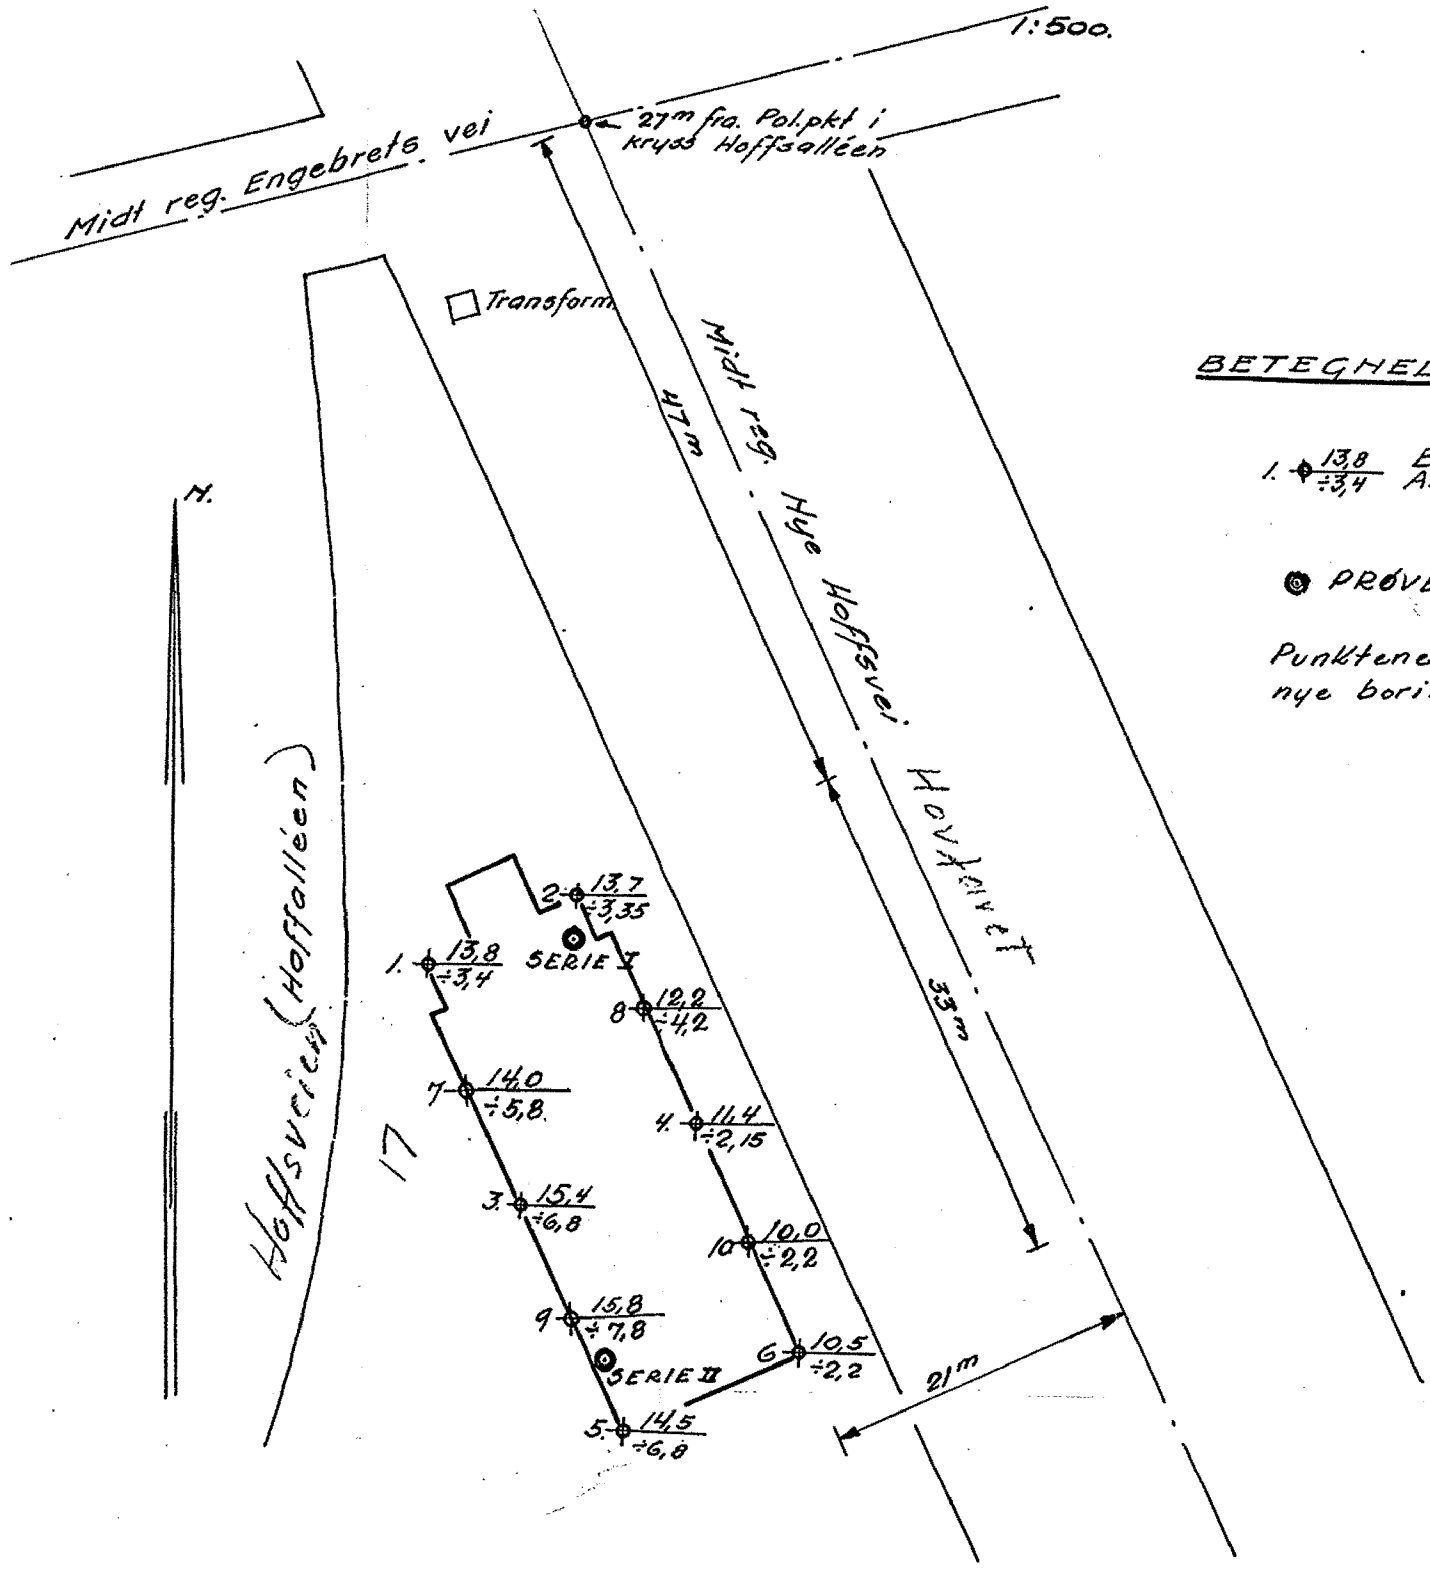 1:500.
27m fra. Pol.pkt i
kryss Hoffsalléen
Midt reg. Engebrets vei
Transform.
47m
Midt reg. Nye Hoffsvei
Hovfaret
33m
21m
N.
Hoffsveien (Hoffalléen)
17
2 13,7
÷3,35
SERIE I
1. 13,8
÷3,4
8 12,2
÷4,2
7 14,0
÷5,8
4. 11,4
÷2,15
3. 15,4
÷6,8
10 10,0
÷2,2
9 15,8
÷7,8
SERIE II
6 10,5
÷2,2
5. 14,5
÷6,8
BETEGNEL
1. 13,8
÷3,4
PRØV
Punktene
nye bori